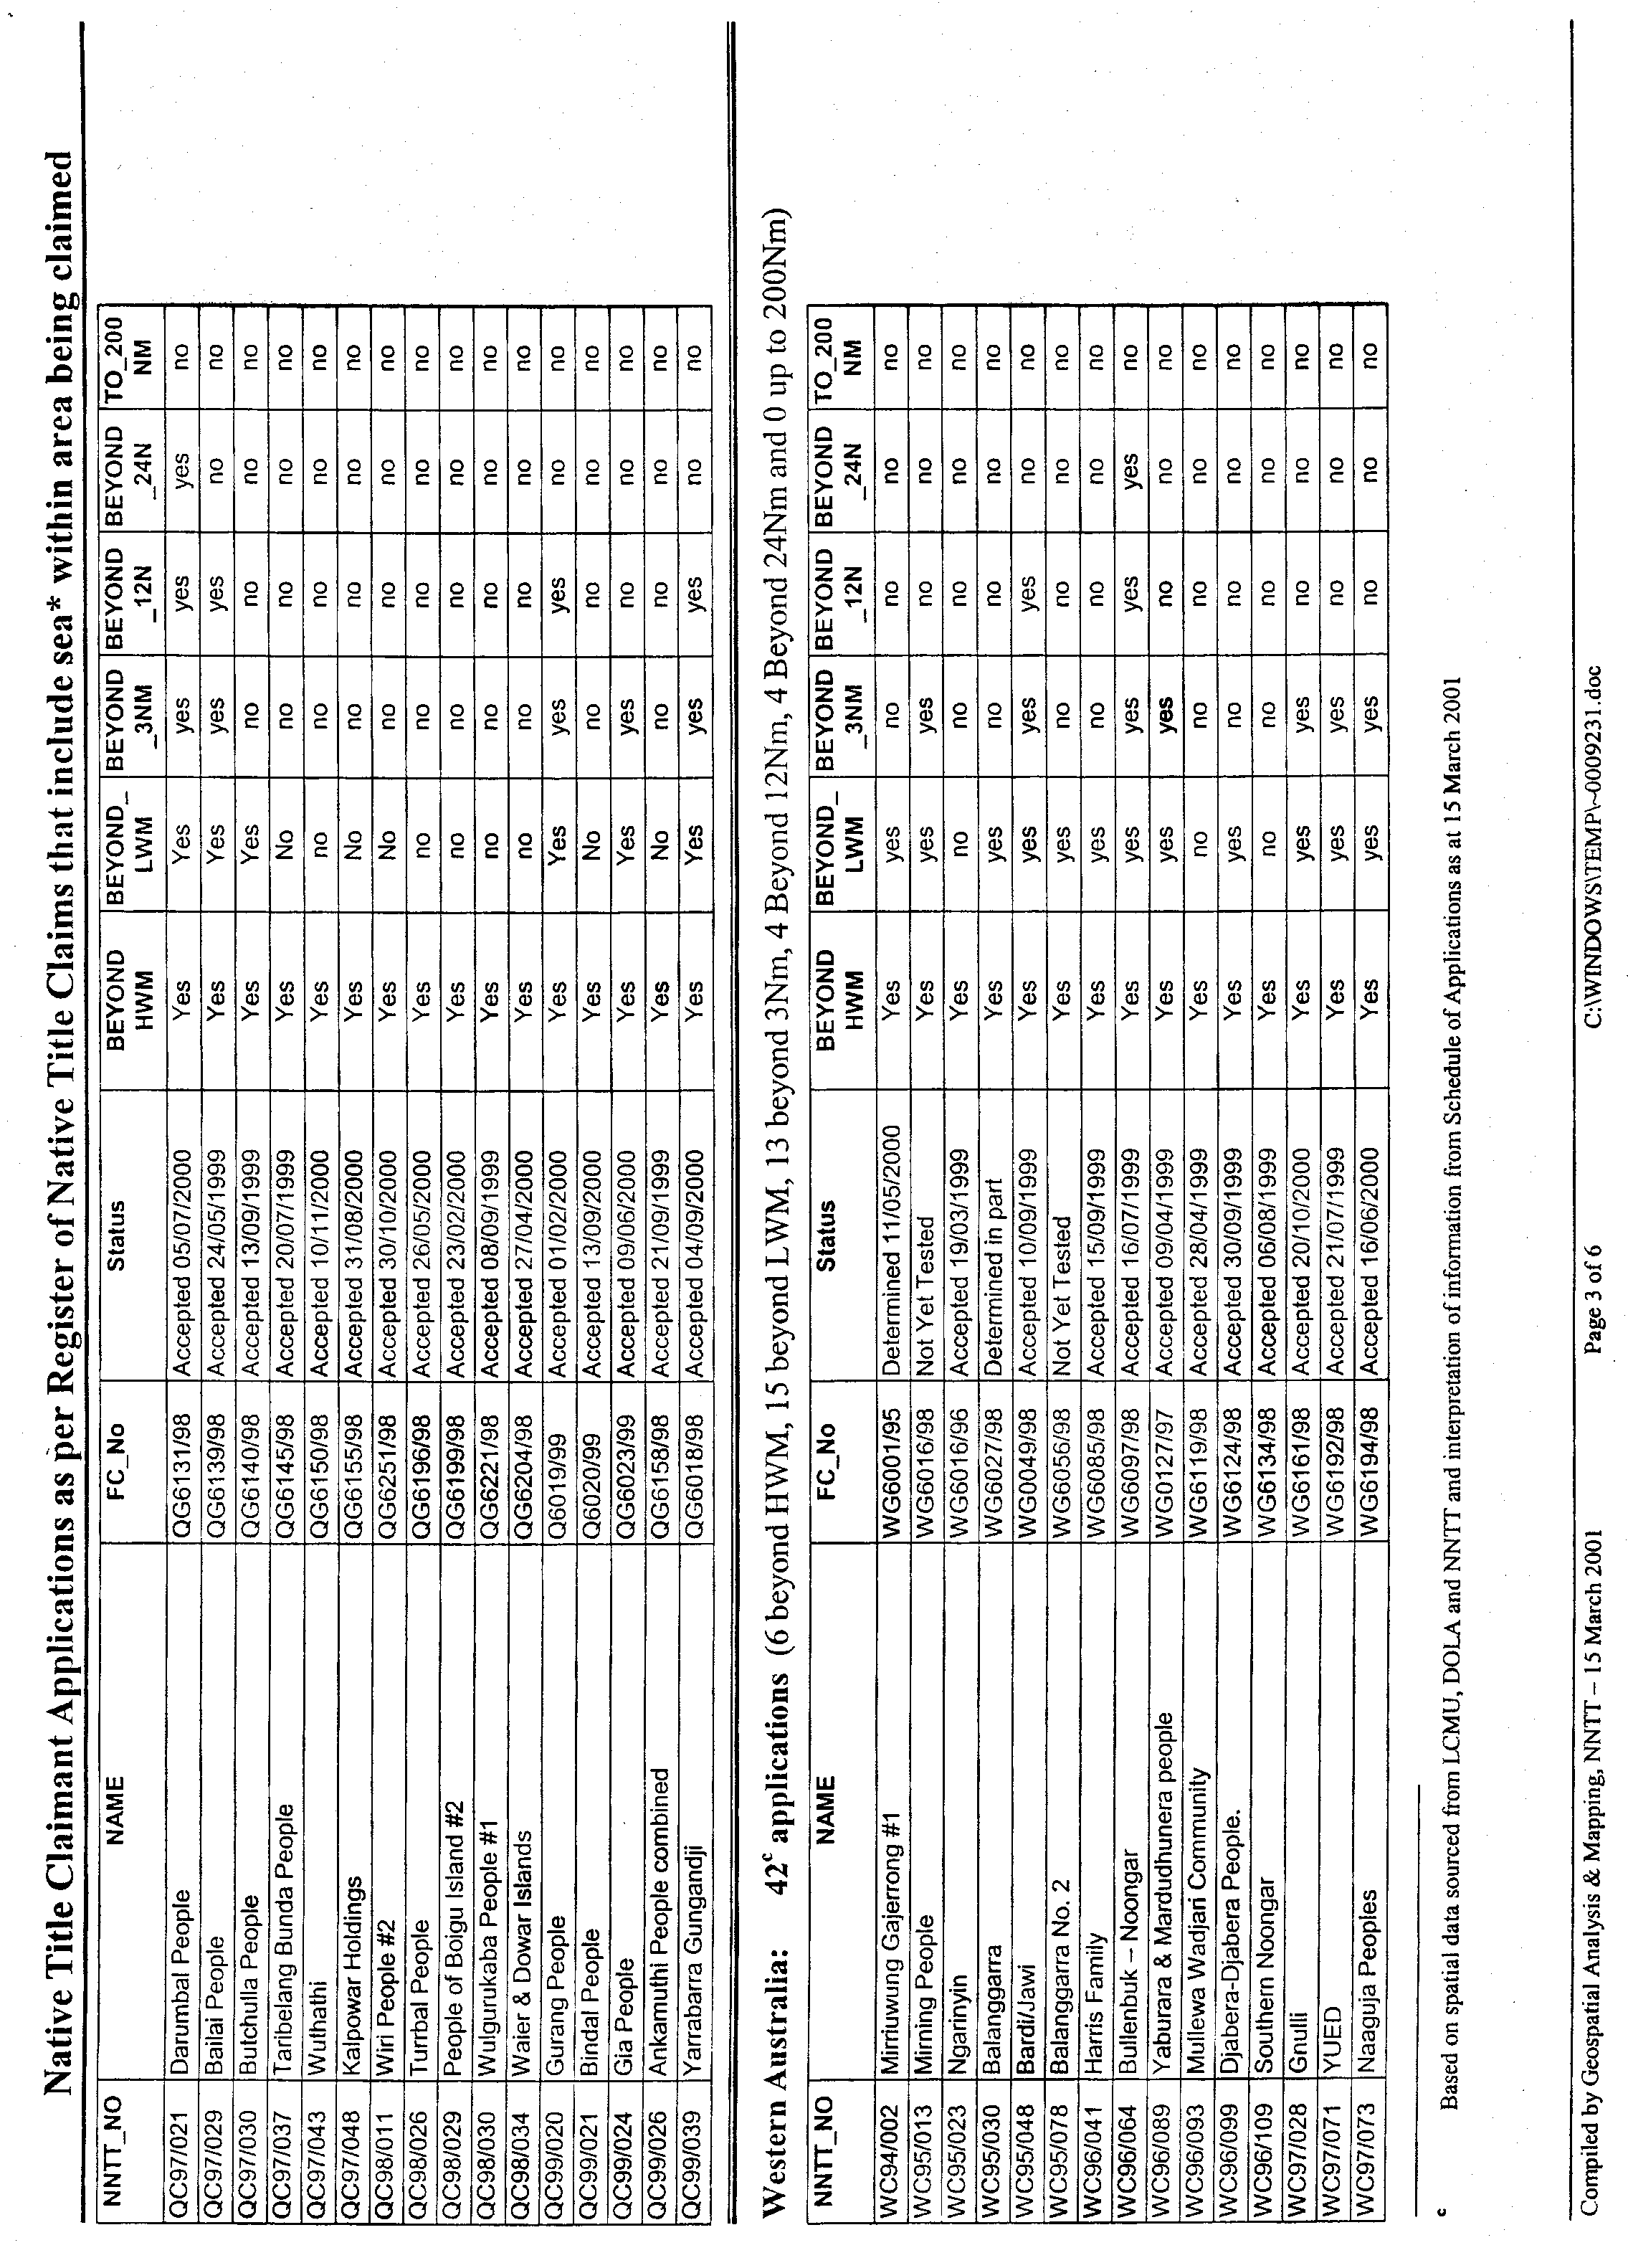 Native Title Claimant Applications as per Register of Native Title Claims that include sea* within area being claimed
NNTT_NO NAME FC_No Status BEYOND HWM BEYOND_LWM BEYOND_3NM BEYOND_12N BEYOND_24N TO_200 NM
QC97/021 Darumbal People QG6131/98 Accepted 05/07/2000 Yes Yes yes yes yes no
QC97/029 Bailai People QG6139/98 Accepted 24/05/1999 Yes Yes yes yes no no
QC97/030 Butchulla People QG6140/98 Accepted 13/09/1999 Yes Yes no no no no
QC97/037 Taribelang Bunda People QG6145/98 Accepted 20/07/1999 Yes No no no no no
QC97/043 Wuthathi QG6150/98 Accepted 10/11/2000 Yes no no no no no
QC97/048 Kalpowar Holdings QG6155/98 Accepted 31/08/2000 Yes No no no no no
QC98/011 Wiri People #2 QG6251/98 Accepted 30/10/2000 Yes No no no no no
QC98/026 Turrbal People QG6196/98 Accepted 26/05/2000 Yes no no no no no
QC98/029 People of Boigu Island #2 QG6199/98 Accepted 23/02/2000 Yes no no no no no
QC98/030 Wulgurukaba People #1 QG6221/98 Accepted 08/09/1999 Yes no no no no no
QC98/034 Waier & Dowar Islands QG6204/98 Accepted 27/04/2000 Yes no no no no no
QC99/020 Gurang People Q6019/99 Accepted 01/02/2000 Yes Yes yes yes no no
QC99/021 Bindal People Q6020/99 Accepted 13/09/2000 Yes No no no no no
QC99/024 Gia People QG6023/99 Accepted 09/06/2000 Yes Yes yes no no no
QC99/026 Ankamuthi People combined QG6158/98 Accepted 21/09/1999 Yes No no no no no
QC99/039 Yarrabarra Gungandji QG6018/98 Accepted 04/09/2000 Yes Yes yes yes no no
Western Australia: 42c applications (6 beyond HWM, 15 beyond LWM, 13 beyond 3Nm, 4 Beyond 12Nm, 4 Beyond 24Nm and 0 up to 200Nm)
NNTT_NO NAME FC_No Status BEYOND HWM BEYOND_LWM BEYOND_3NM BEYOND_12N BEYOND_24N TO_200 NM
WC94/002 Miriuwung Gajerrong #1 WG6001/95 Determined 11/05/2000 Yes yes no no no no
WC95/013 Mirning People WG6016/98 Not Yet Tested Yes yes yes no no no
WC95/023 Ngarinyin WG6016/96 Accepted 19/03/1999 Yes no no no no no
WC95/030 Balanggarra WG6027/98 Determined in part Yes yes no no no no
WC95/048 Bardi/Jawi WG0049/98 Accepted 10/09/1999 Yes yes yes yes no no
WC95/078 Balanggarra No. 2 WG6056/98 Not Yet Tested Yes yes no no no no
WC96/041 Harris Family WG6085/98 Accepted 15/09/1999 Yes yes no no no no
WC96/064 Bullenbuk – Noongar WG6097/98 Accepted 16/07/1999 Yes yes yes yes yes no
WC96/089 Yaburara & Mardudhunera people WG0127/97 Accepted 09/04/1999 Yes yes yes no no no
WC96/093 Mullewa Wadjari Community WG6119/98 Accepted 28/04/1999 Yes no no no no no
WC96/099 Djabera-Djabera People. WG6124/98 Accepted 30/09/1999 Yes yes no no no no
WC96/109 Southern Noongar WG6134/98 Accepted 06/08/1999 Yes no no no no no
WC97/028 Gnulli WG6161/98 Accepted 20/10/2000 Yes yes yes no no no
WC97/071 YUED WG6192/98 Accepted 21/07/1999 Yes yes yes no no no
WC97/073 Naaguja Peoples WG6194/98 Accepted 16/06/2000 Yes yes yes no no no
c Based on spatial data sourced from LCMU, DOLA and NNTT and interpretation of information from Schedule of Applications as at 15 March 2001
Compiled by Geospatial Analysis & Mapping, NNTT – 15 March 2001 Page 3 of 6 C:\WINDOWS\TEMP\~0009231.doc